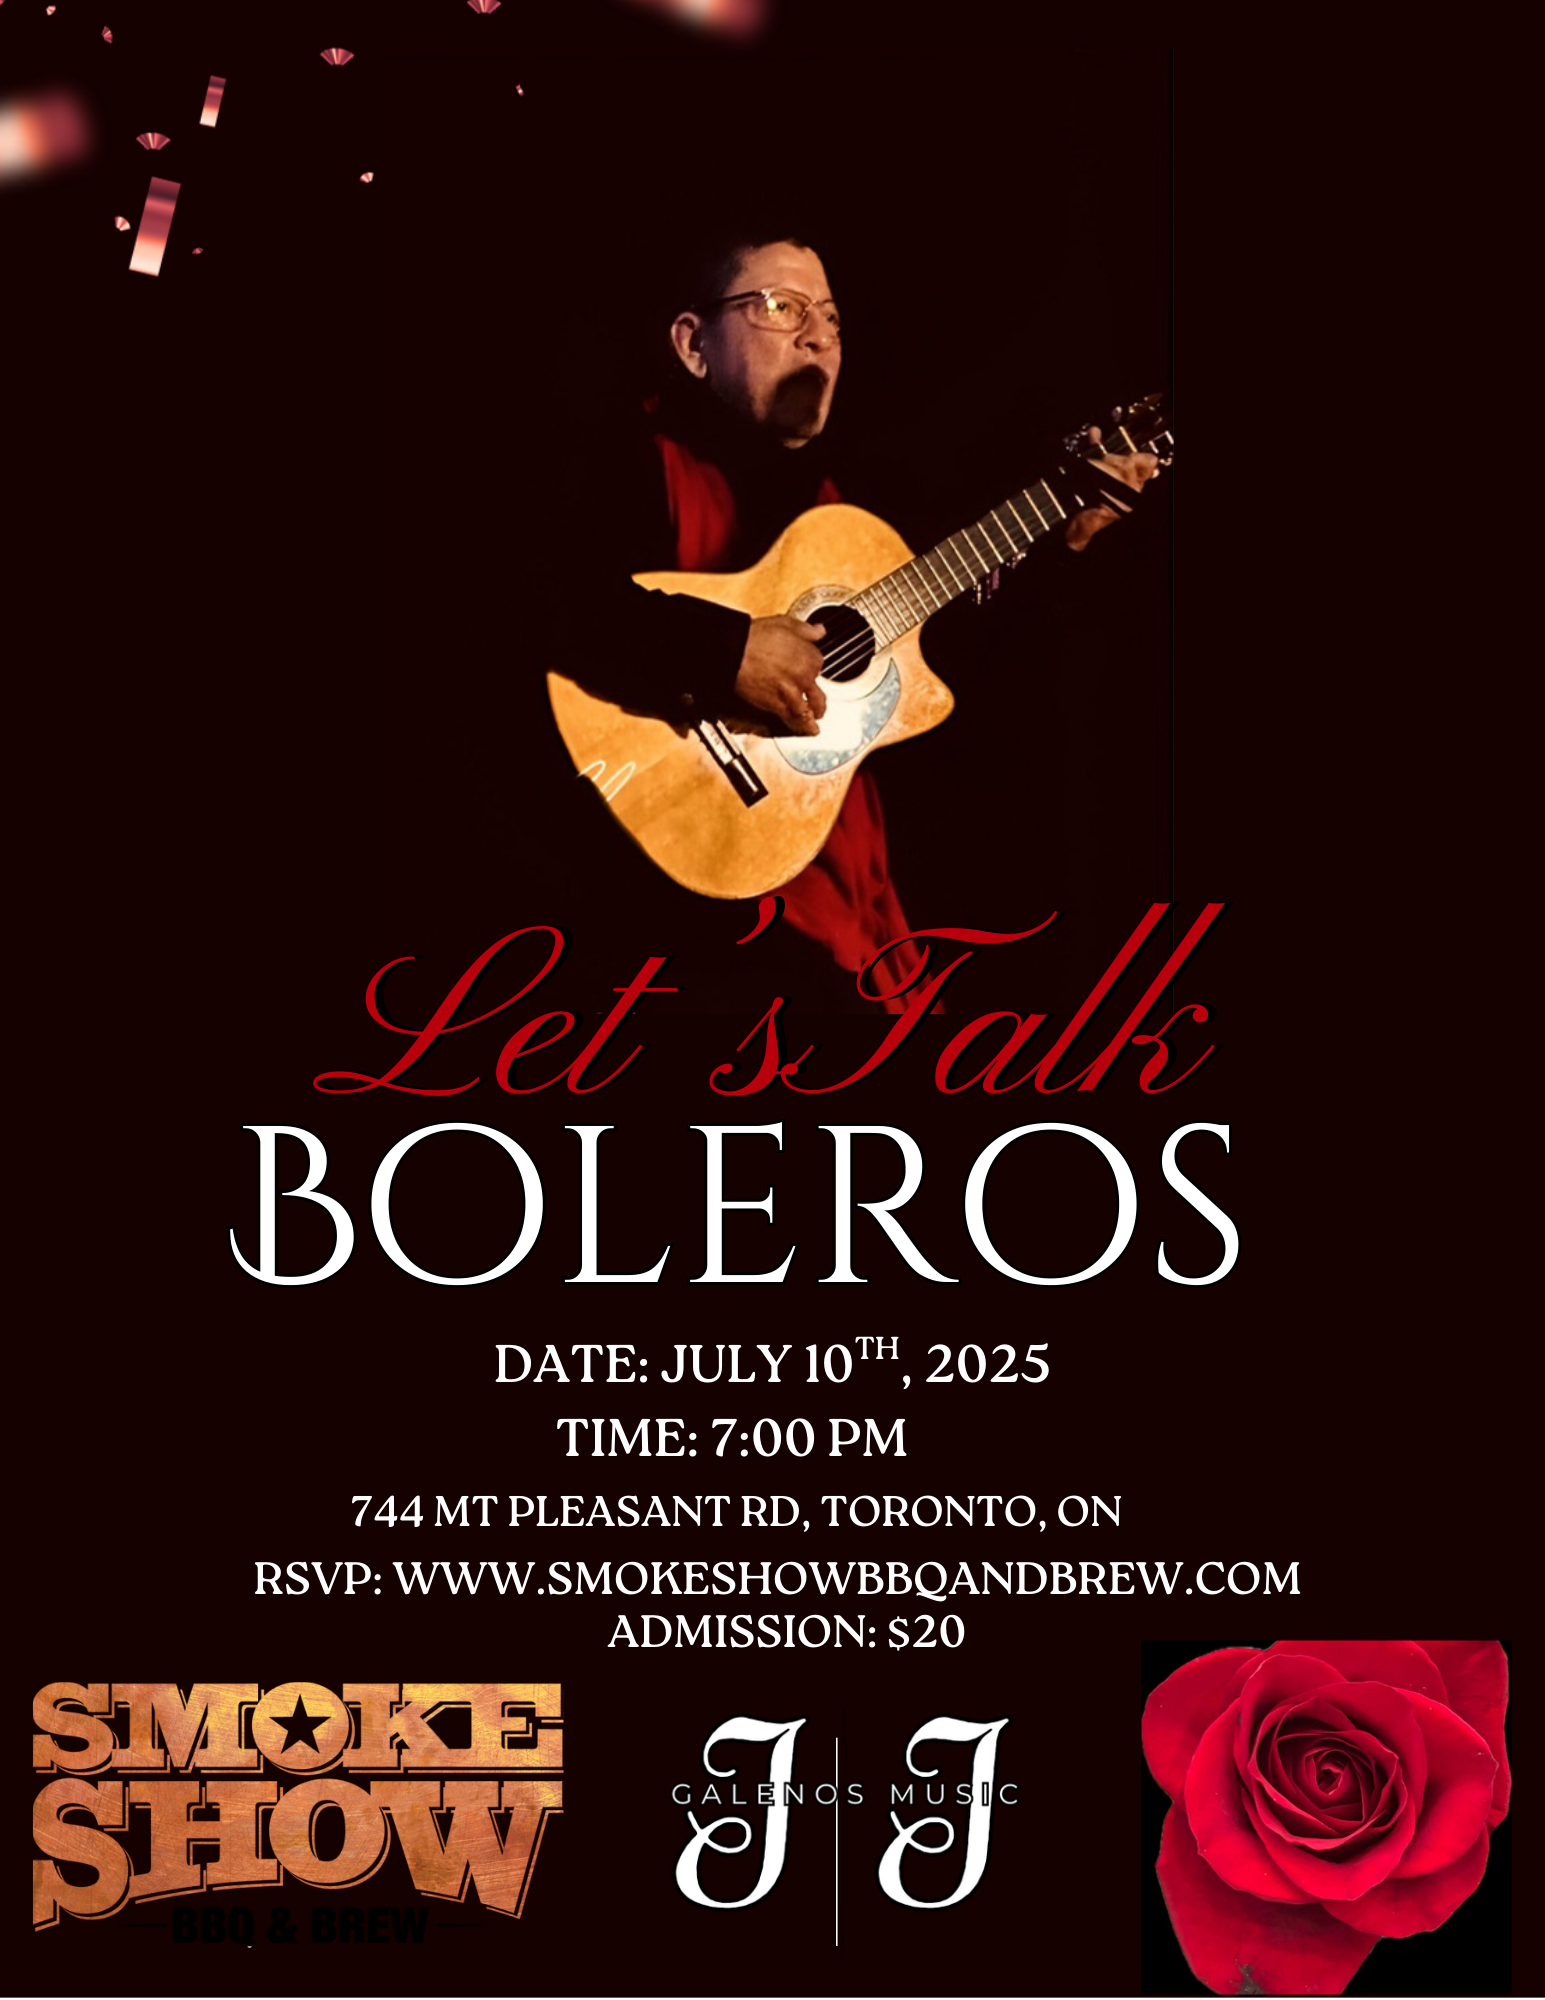 Let's Talk
BOLEROS
DATE: JULY 10TH, 2025
TIME: 7:00 PM
744 MT PLEASANT RD, TORONTO, ON
RSVP: WWW.SMOKESHOWBBQANDBREW.COM
ADMISSION: $20
SMOKE
SHOW
BBQ & BREW
J J
GALENOS MUSIC